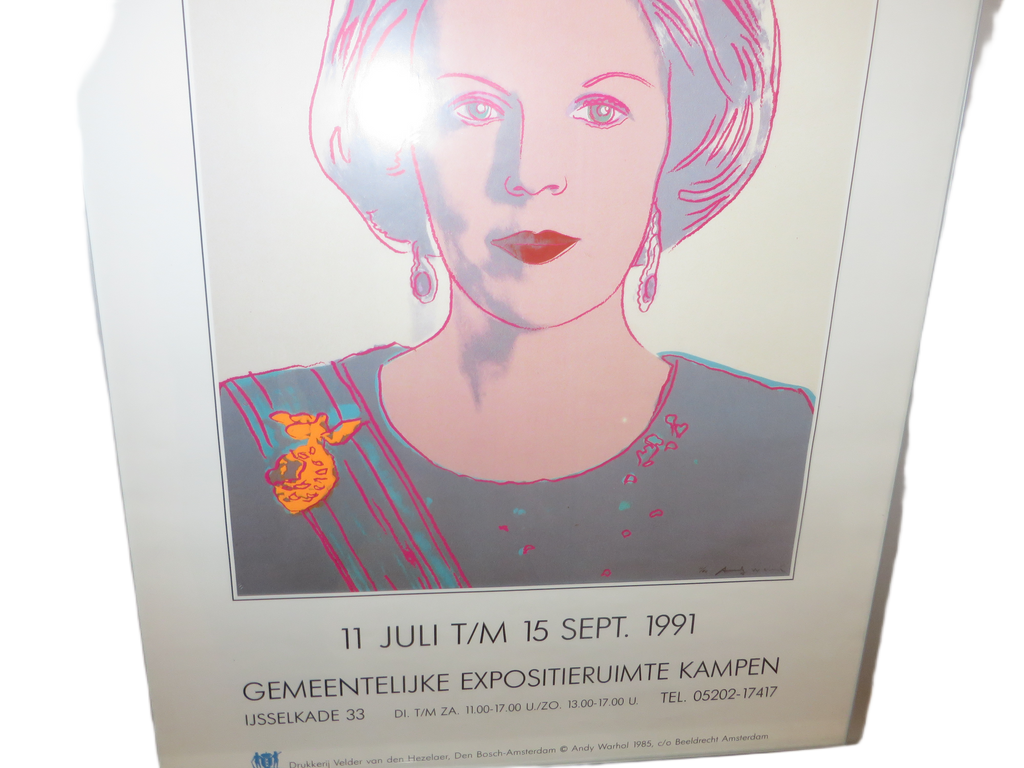 11 JULI T/M 15 SEPT. 1991
GEMEENTELIJKE EXPOSITIERUIMTE KAMPEN
IJSSELKADE 33 DI. T/M ZA. 11.00-17.00 U./ZO. 13.00-17.00 U. TEL. 05202-17417
Drukkerij Velder van den Hezelaer, Den Bosch-Amsterdam © Andy Warhol 1985, c/o Beeldrecht Amsterdam